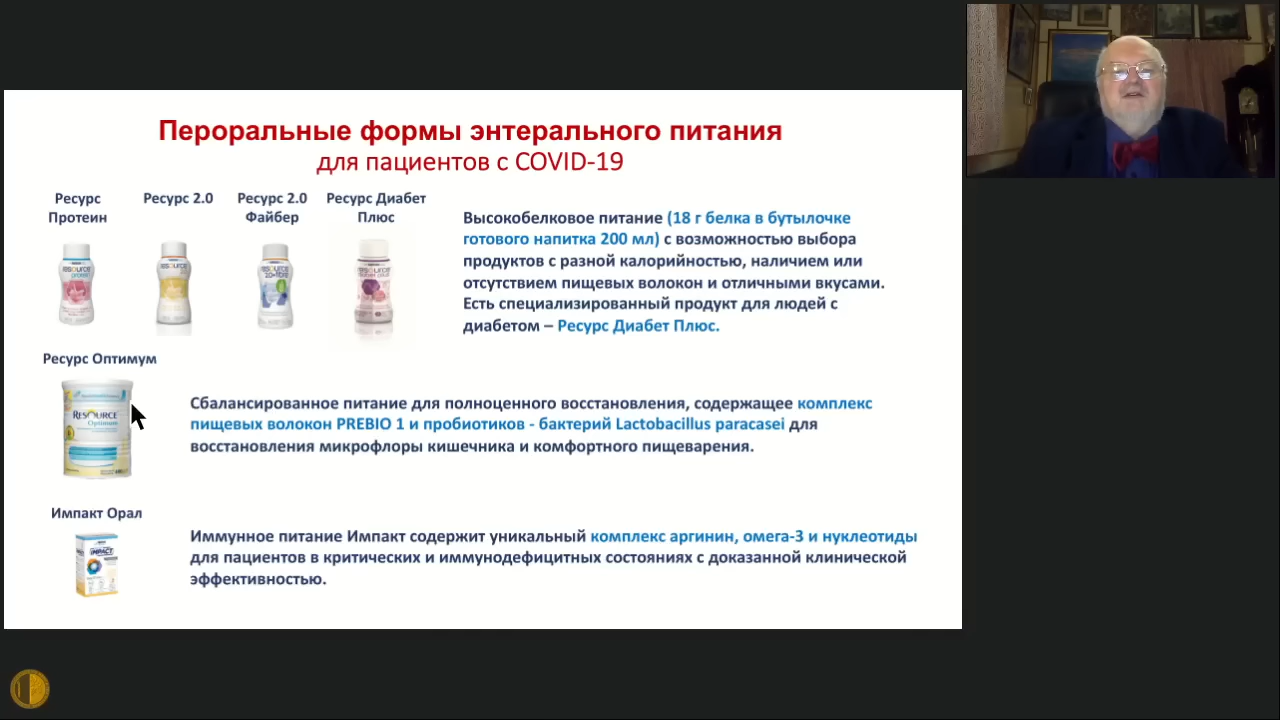 Пероральные формы энтерального питания
для пациентов с COVID-19
Ресурс
Протеин
Ресурс 2.0
Ресурс 2.0
Файбер
Ресурс Диабет
Плюс
Высокобелковое питание (18 г белка в бутылочке
готового напитка 200 мл) с возможностью выбора
продуктов с разной калорийностью, наличием или
отсутствием пищевых волокон и отличными вкусами.
Есть специализированный продукт для людей с
диабетом – Ресурс Диабет Плюс.
Ресурс Оптимум
RESOURCE
Optimum
Сбалансированное питание для полноценного восстановления, содержащее комплекс
пищевых волокон PREBIO 1 и пробиотиков - бактерий Lactobacillus paracasei для
восстановления микрофлоры кишечника и комфортного пищеварения.
Импакт Орал
IMPACT
Иммунное питание Импакт содержит уникальный комплекс аргинин, омега-3 и нуклеотиды
для пациентов в критических и иммунодефицитных состояниях с доказанной клинической
эффективностью.